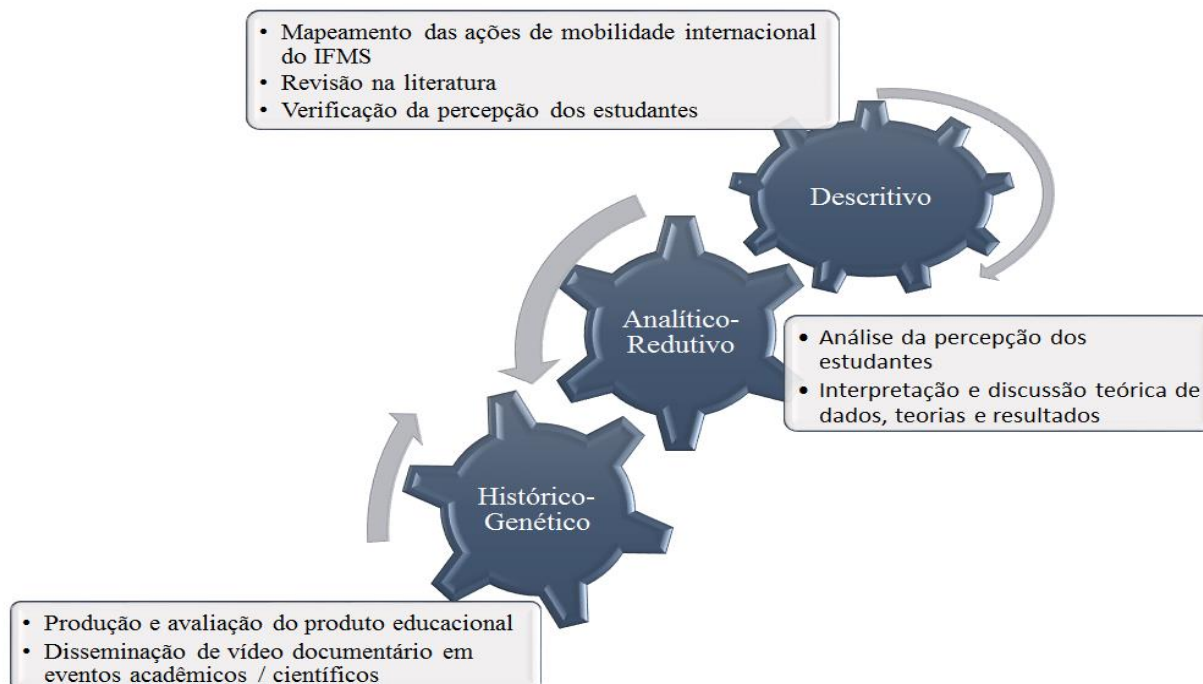 • Mapeamento das ações de mobilidade internacional
do IFMS
• Revisão na literatura
• Verificação da percepção dos estudantes
Descritivo
Analítico-
Redutivo
• Análise da percepção dos
estudantes
• Interpretação e discussão teórica de
dados, teorias e resultados
Histórico-
Genético
• Produção e avaliação do produto educacional
• Disseminação de vídeo documentário em
eventos acadêmicos / científicos